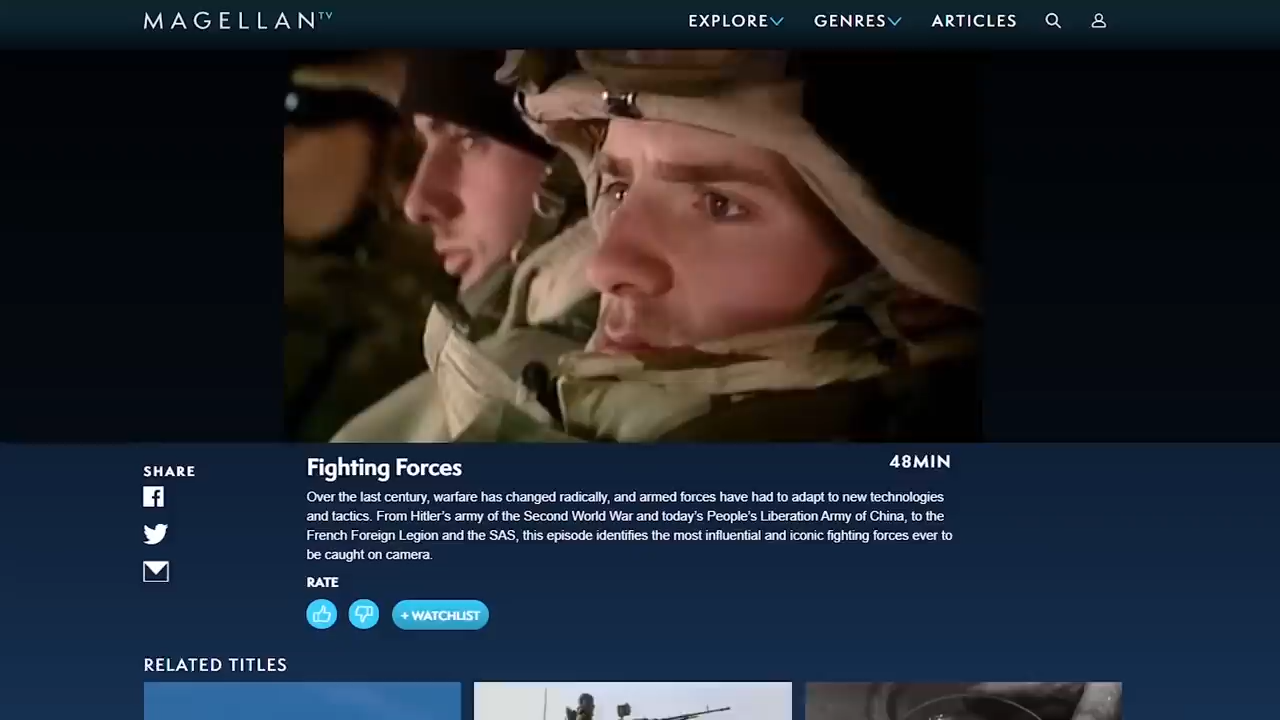 MAGELLANTV
EXPLORE GENRES ARTICLES
SHARE
Fighting Forces
48MIN
Over the last century, warfare has changed radically, and armed forces have had to adapt to new technologies
and tactics. From Hitler's army of the Second World War and today's People's Liberation Army of China, to the
French Foreign Legion and the SAS, this episode identifies the most influential and iconic fighting forces ever to
be caught on camera.
RATE
+ WATCHLIST
RELATED TITLES